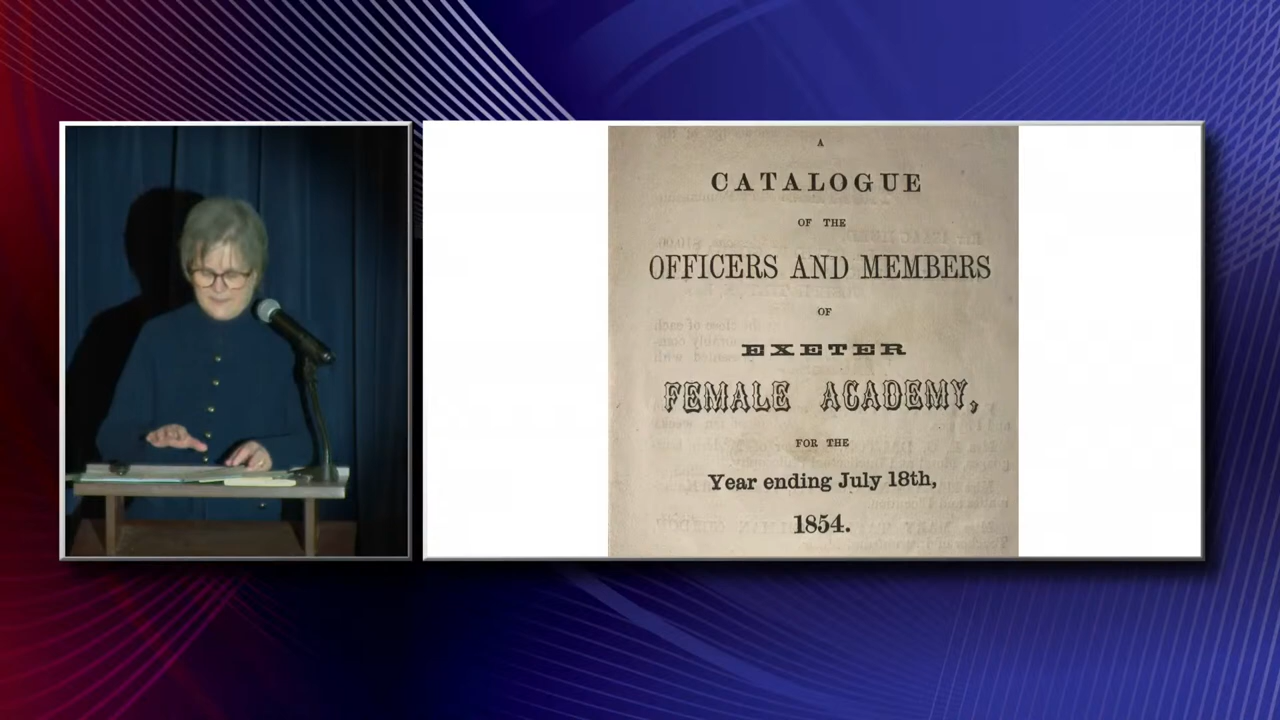 A
CATALOGUE
OF THE
OFFICERS AND MEMBERS
OF
EXETER
FEMALE ACADEMY,
FOR THE
Year ending July 18th,
1854.